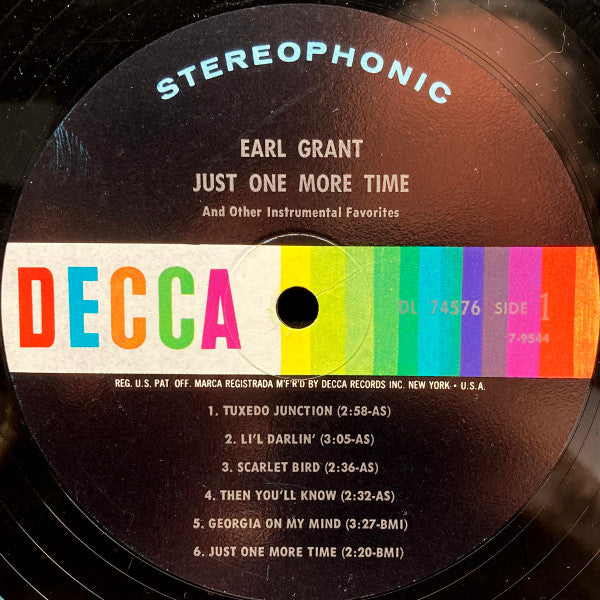 STEREOPHONIC
EARL GRANT
JUST ONE MORE TIME
And Other Instrumental Favorites
DECCA
DL 74576 SIDE 1
7-9544
REG. U.S. PAT. OFF. MARCA REGISTRADA M'F'R'D BY DECCA RECORDS INC. NEW YORK • U.S.A.
1. TUXEDO JUNCTION (2:58-AS)
2. LI'L DARLIN' (3:05-AS)
3. SCARLET BIRD (2:36-AS)
4. THEN YOU'LL KNOW (2:32-AS)
5. GEORGIA ON MY MIND (3:27-BMI)
6. JUST ONE MORE TIME (2:20-BMI)